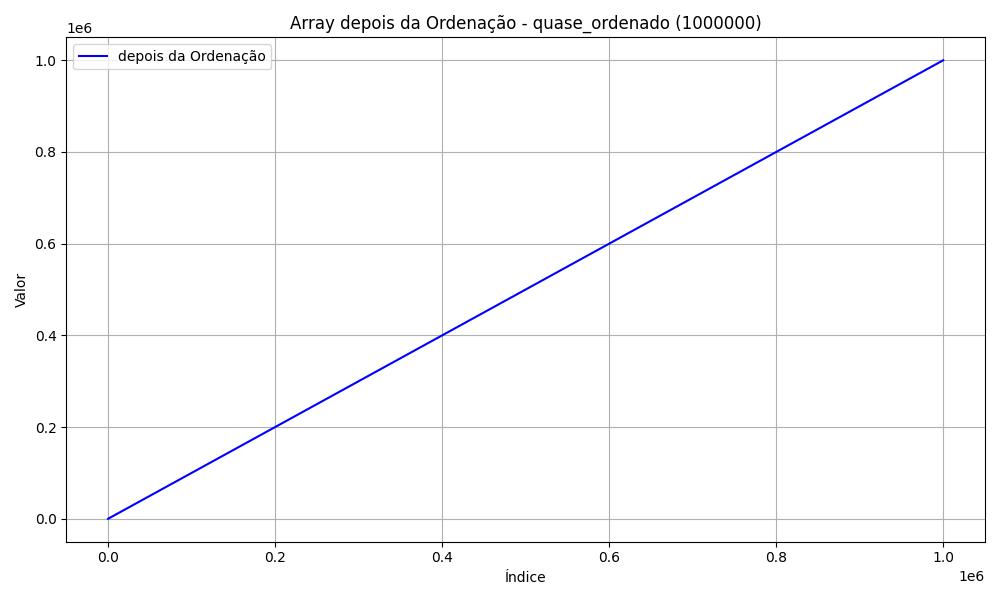 Array depois da Ordenação - quase_ordenado (1000000)
1e6
depois da Ordenação
1.0
0.8
0.6
0.4
0.2
0.0
Valor
0.0 0.2 0.4 0.6 0.8 1.0
1e6
Índice